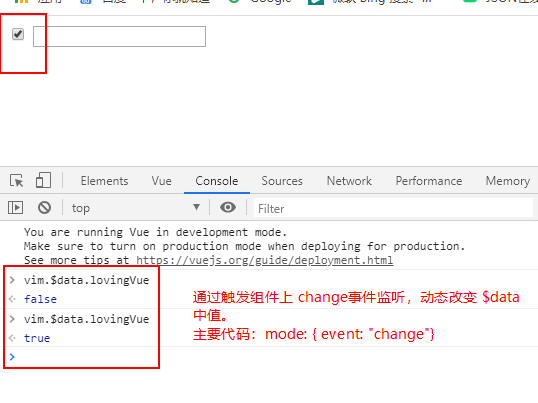 Elements Vue Console Sources Network Performance Memory
top Filter
You are running Vue in development mode.
Make sure to turn on production mode when deploying for production.
See more tips at https://vuejs.org/guide/deployment.html
> vim.$data.lovingVue
< false
> vim.$data.lovingVue
< true
>
通过触发组件上 change事件监听，动态改变 $data
中值。
主要代码：mode: { event: "change"}